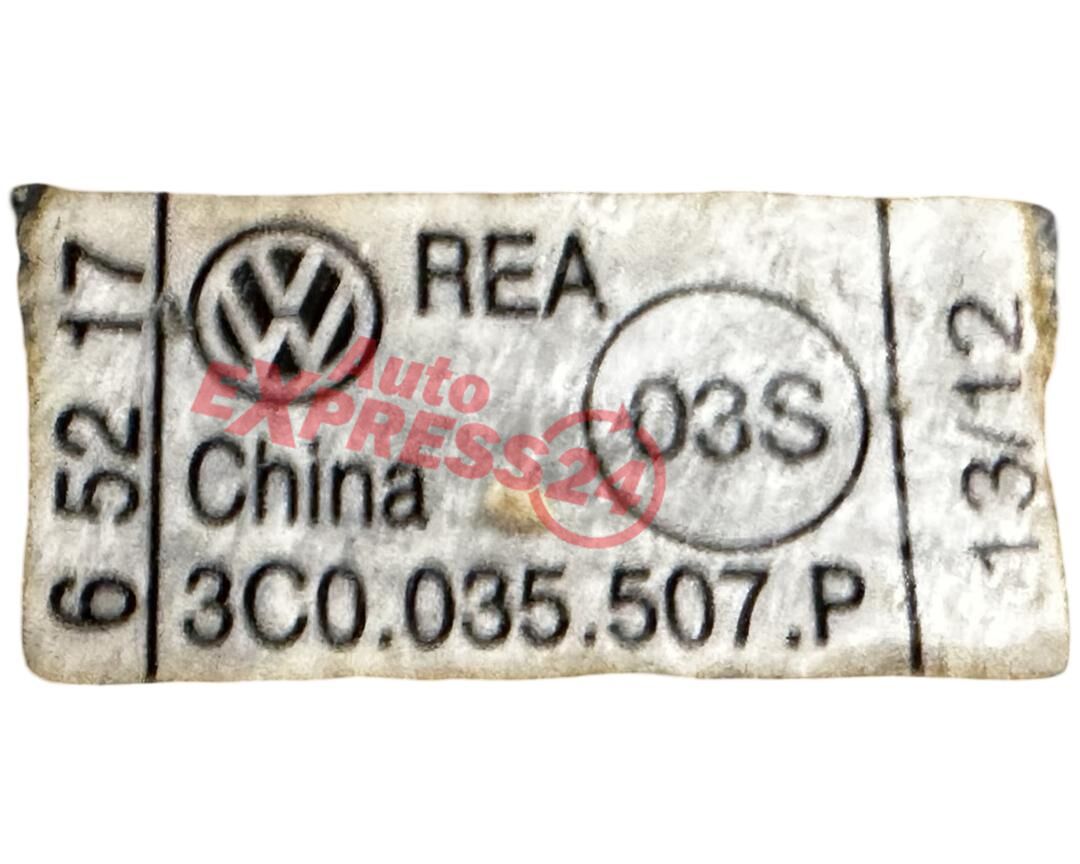 6 52 17
REA
03S
China
3C0.035.507.P
13/12
Auto
EXPRESS24